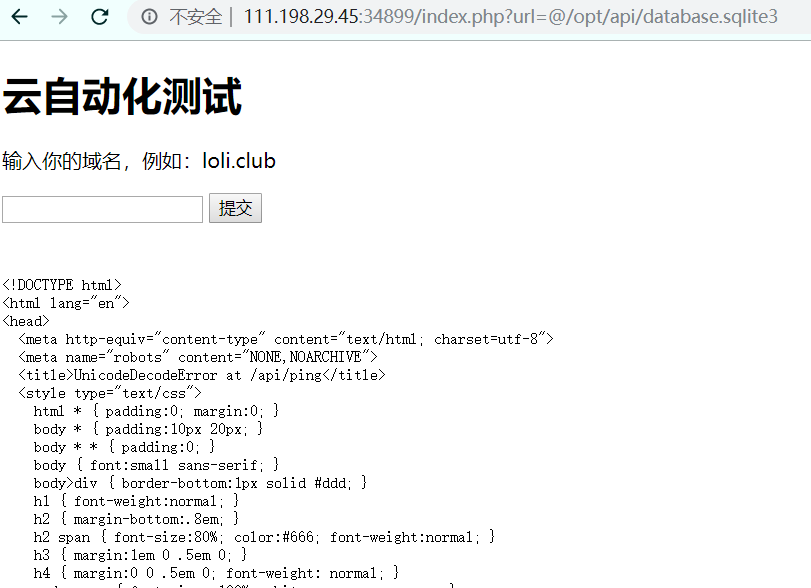 不安全 | 111.198.29.45:34899/index.php?url=@/opt/api/database.sqlite3
云自动化测试
输入你的域名，例如：loli.club
提交
<!DOCTYPE html>
<html lang="en">
<head>
  <meta http-equiv="content-type" content="text/html; charset=utf-8">
  <meta name="robots" content="NONE,NOARCHIVE">
  <title>UnicodeDecodeError at /api/ping</title>
  <style type="text/css">
    html * { padding:0; margin:0; }
    body * { padding:10px 20px; }
    body * * { padding:0; }
    body { font:small sans-serif; }
    body>div { border-bottom:1px solid #ddd; }
    h1 { font-weight:normal; }
    h2 { margin-bottom:.8em; }
    h2 span { font-size:80%; color:#666; font-weight:normal; }
    h3 { margin:1em 0 .5em 0; }
    h4 { margin:0 0 .5em 0; font-weight: normal; }